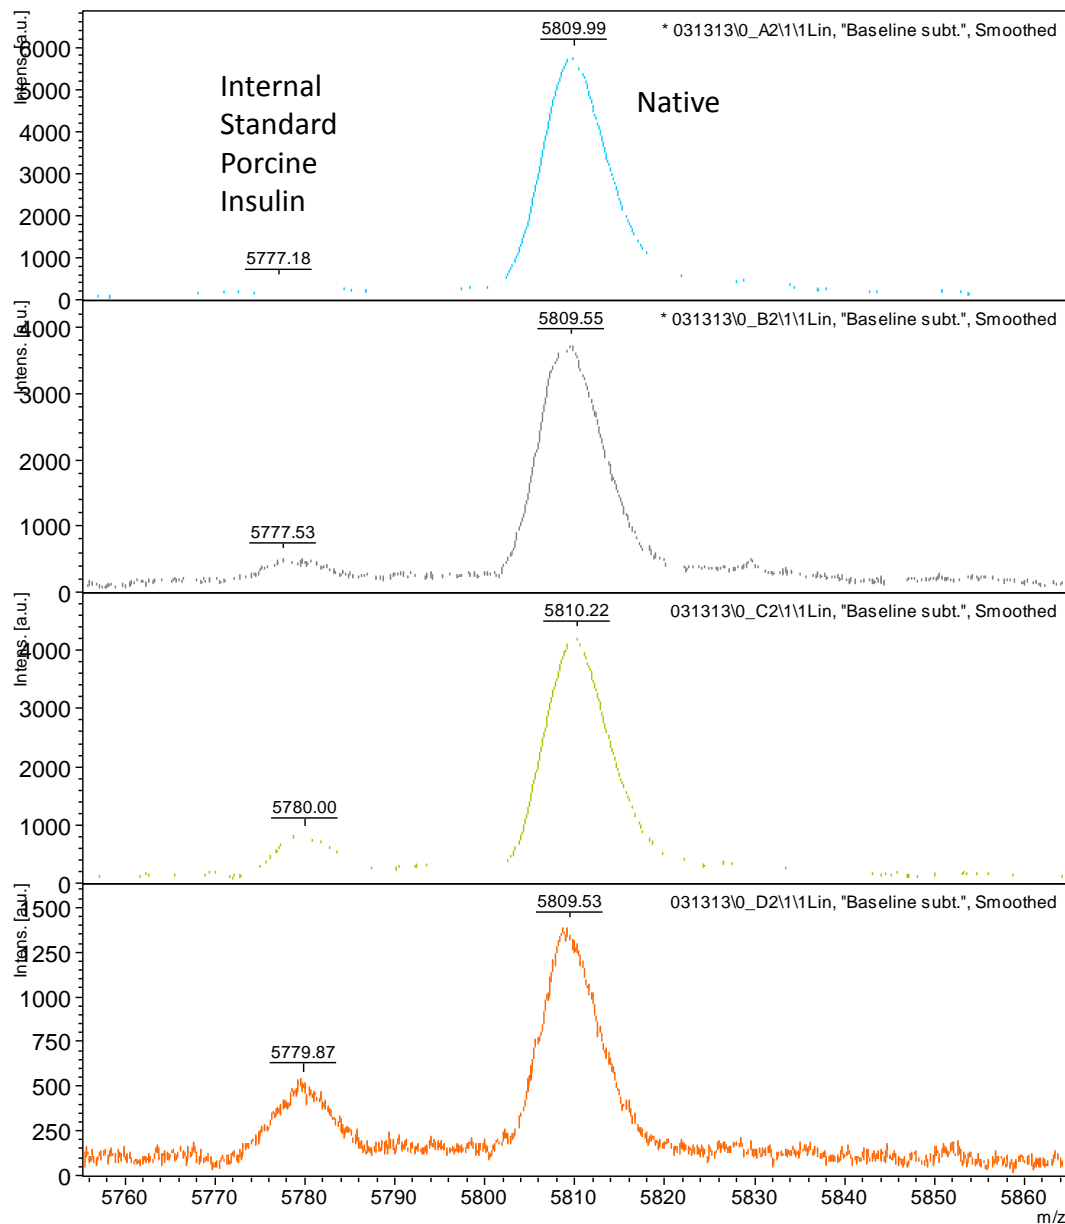 5809.99
* 031313\0_A2\1\1Lin, "Baseline subt.", Smoothed
Intens. [a.u.]
6000
5000
4000
3000
2000
1000
0
Internal
Standard
Porcine
Insulin
Native
5777.18
5809.55
* 031313\0_B2\1\1Lin, "Baseline subt.", Smoothed
Intens. [a.u.]
4000
3000
2000
1000
0
5777.53
5810.22
031313\0_C2\1\1Lin, "Baseline subt.", Smoothed
Intens. [a.u.]
4000
3000
2000
1000
0
5780.00
5809.53
031313\0_D2\1\1Lin, "Baseline subt.", Smoothed
Intens. [a.u.]
1500
1250
1000
750
500
250
0
5779.87
5760 5770 5780 5790 5800 5810 5820 5830 5840 5850 5860
m/z